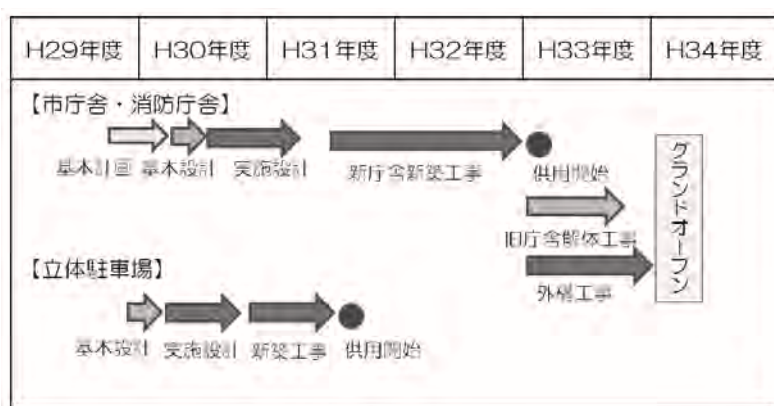 H29年度 H30年度 H31年度 H32年度 H33年度 H34年度
【市庁舎・消防庁舎】
基本計画 基本設計 実施設計 新庁舎新築工事 供用開始
旧庁舎解体工事
外構工事
グランドオープン
【立体駐車場】
基本設計 実施設計 新築工事 供用開始